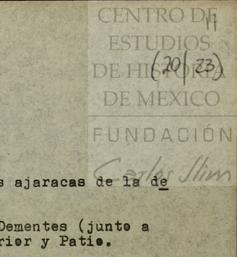 CENTRO DE
ESTUDIOS
DE HISTORIA
DE MEXICO
(20/23)
FUNDACIÓN
Carlos Slim
s ajaracas de la de
Dementes (junto a
rior y Patio.